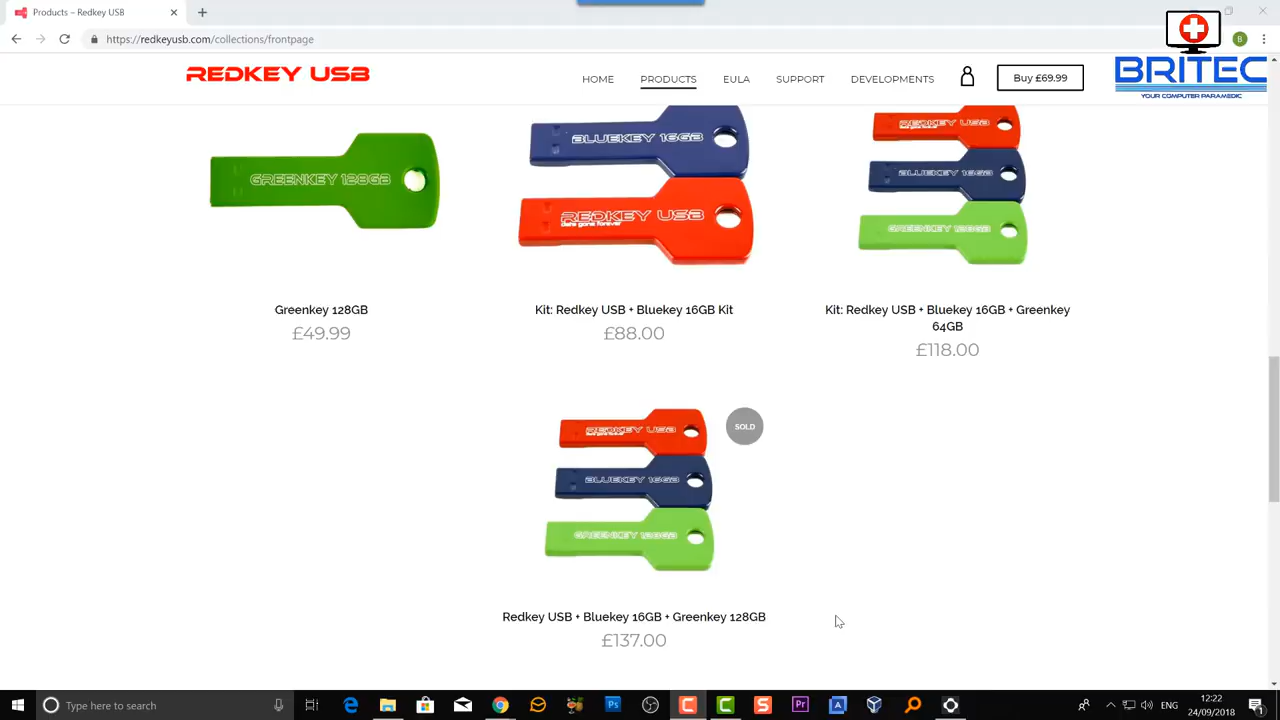 Products – Redkey USB
https://redkeyusb.com/collections/frontpage
B
REDKEY USB
HOME
PRODUCTS
EULA
SUPPORT
DEVELOPMENTS
Buy £69.99
BRITEC
YOUR COMPUTER PARAMEDIC
GREENKEY 128GB
BLUEKEY 16GB
REDKEY USB
data gone forever
REDKEY USB
BLUEKEY 16GB
GREENKEY 128GB
Greenkey 128GB
£49.99
Kit: Redkey USB + Bluekey 16GB Kit
£88.00
Kit: Redkey USB + Bluekey 16GB + Greenkey
64GB
£118.00
SOLD
REDKEY USB
BLUEKEY 16GB
GREENKEY 128GB
Redkey USB + Bluekey 16GB + Greenkey 128GB
£137.00
Type here to search
ENG
12:22
24/09/2018